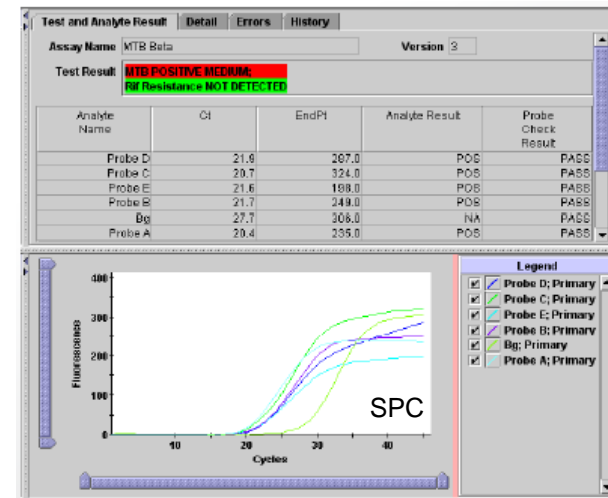 Test and Analyte Result Detail Errors History
Assay Name MTB Beta Version 3
Test Result MTB POSITIVE MEDIUM;
Rif Resistance NOT DETECTED
Analyte Name Ct EndPt Analyte Result Probe Check Result
Probe D 21.9 287.0 POS PASS
Probe C 20.7 324.0 POS PASS
Probe E 21.6 198.0 POS PASS
Probe B 21.7 249.0 POS PASS
Bg 27.7 306.0 NA PASS
Probe A 20.4 235.0 POS PASS
Legend
Probe D; Primary
Probe C; Primary
Probe E; Primary
Probe B; Primary
Bg; Primary
Probe A; Primary
400
300
200
100
0
Fluorescence
SPC
10 20 30 40
Cycles